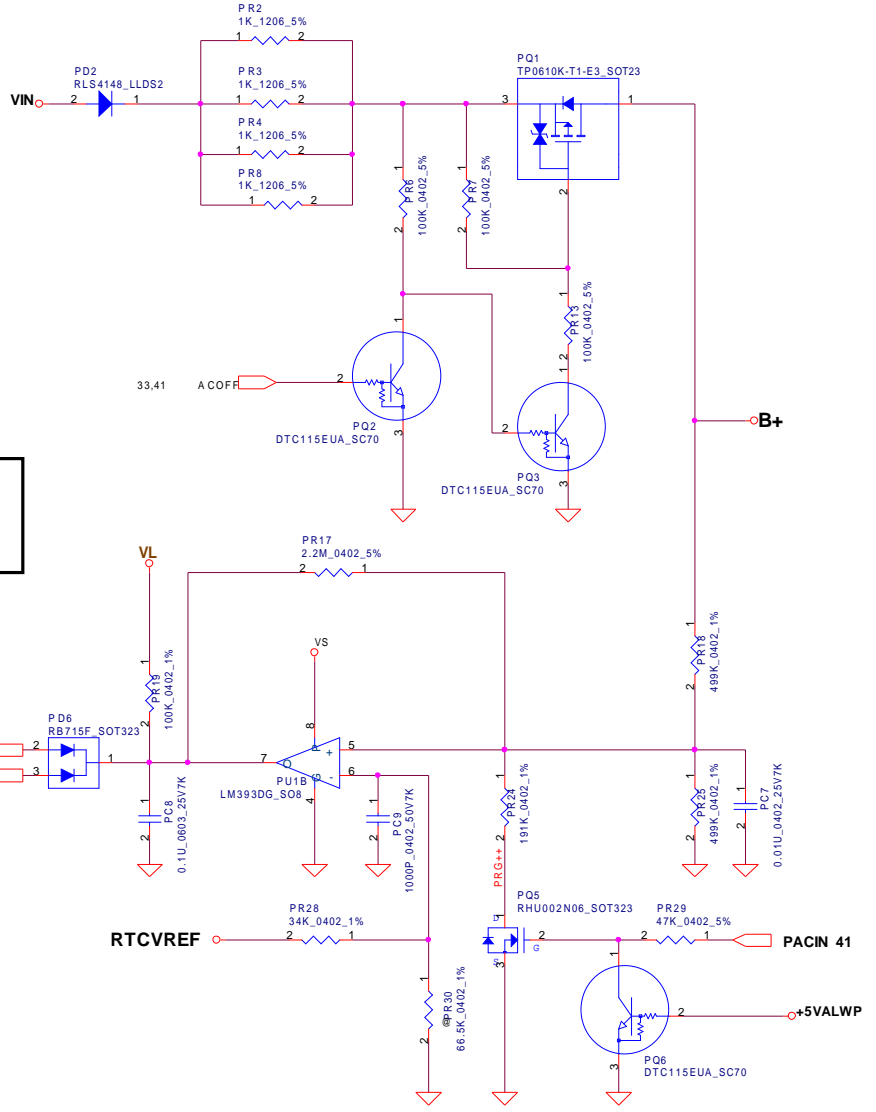 PR2
1K_1206_5%
2 2
PD2
RLS4148_LLDS2
PR3
1K_1206_5%
PQ1
TP0610K-T1-E3_SOT23
VIN 2 1 1 2 3 1
PR4
1K_1206_5%
1 2
PR8
1K_1206_5%
1 2
1 PR6 2 100K_0402_5%
1 PR7 2 100K_0402_5%
2
1 PR13 2 100K_0402_5%
33,41 ACOFF 2 1 3
PQ2
DTC115EUA_SC70
2 1 3
PQ3
DTC115EUA_SC70
B+
PR17
2.2M_0402_5%
2 1
VL
VS
1 PR19 2 100K_0402_1%
1 PR18 2 499K_0402_1%
PD6
RB715F_SOT323
2 1
3
8
7 O P + 5
G - 6
4
PU1B
LM393DG_SO8
1 PC8 2 0.1U_0603_25V7K
1 PC9 2 1000P_0402_50V7K
1 PR24 2 191K_0402_1%
1 PR25 2 499K_0402_1%
1 PC7 2 0.01U_0402_25V7K
PRG++
PR28
34K_0402_1%
RTCVREF 2 1
PQ5
RHU002N06_SOT323
D 1
2 G
S 3
PR29
47K_0402_5%
2 1 PACIN 41
1 @PR30 2 66.5K_0402_1%
1 2 3 +5VALWP
PQ6
DTC115EUA_SC70